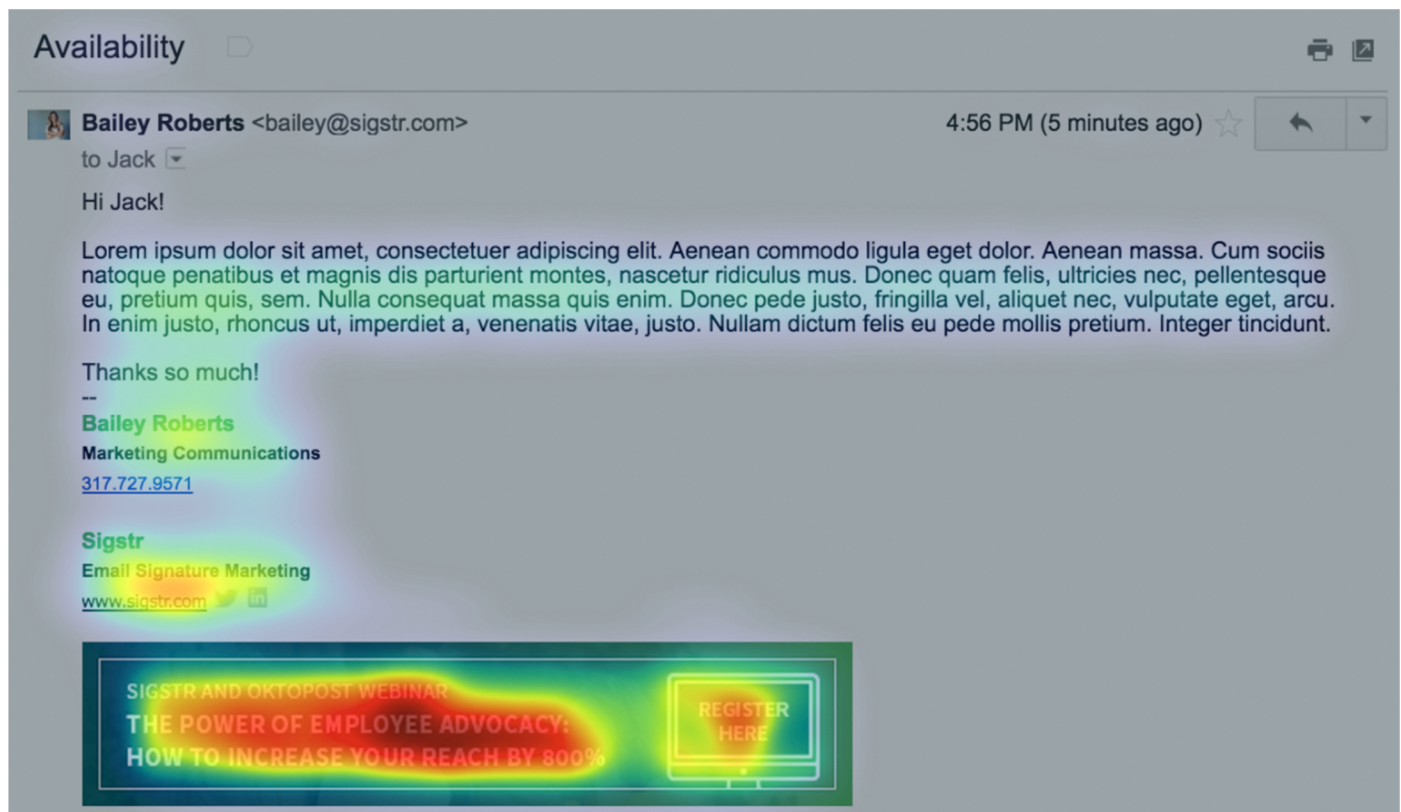 Availability
Bailey Roberts <bailey@sigstr.com>
4:56 PM (5 minutes ago)
to Jack
Hi Jack!
Lorem ipsum dolor sit amet, consectetuer adipiscing elit. Aenean commodo ligula eget dolor. Aenean massa. Cum sociis
natoque penatibus et magnis dis parturient montes, nascetur ridiculus mus. Donec quam felis, ultricies nec, pellentesque
eu, pretium quis, sem. Nulla consequat massa quis enim. Donec pede justo, fringilla vel, aliquet nec, vulputate eget, arcu.
In enim justo, rhoncus ut, imperdiet a, venenatis vitae, justo. Nullam dictum felis eu pede mollis pretium. Integer tincidunt.
Thanks so much!
--
Bailey Roberts
Marketing Communications
317.727.9571
Sigstr
Email Signature Marketing
www.sigstr.com in
SIGSTR AND OKTOPOST WEBINAR
THE POWER OF EMPLOYEE ADVOCACY:
HOW TO INCREASE YOUR REACH BY 800%
REGISTER
HERE